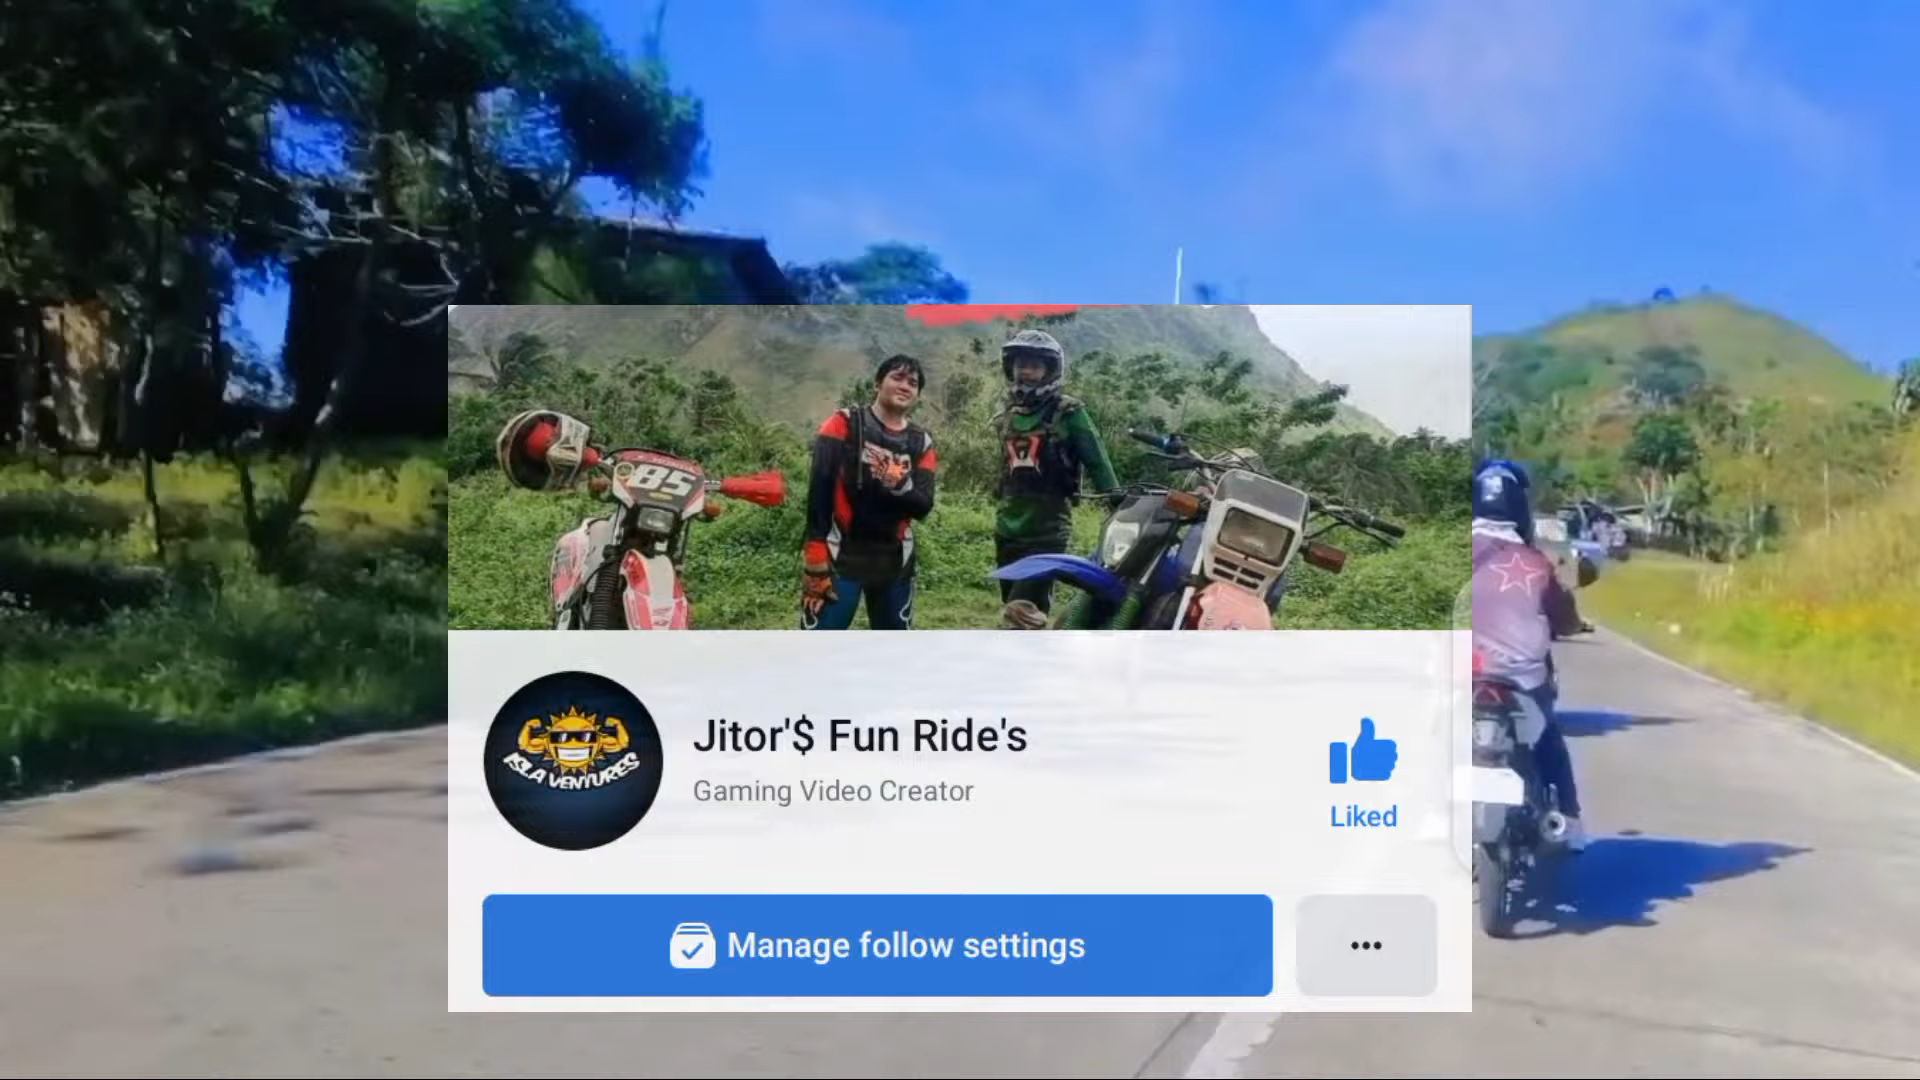 85
ISLA VENTURES
Jitor'$ Fun Ride's
Gaming Video Creator
Liked
Manage follow settings